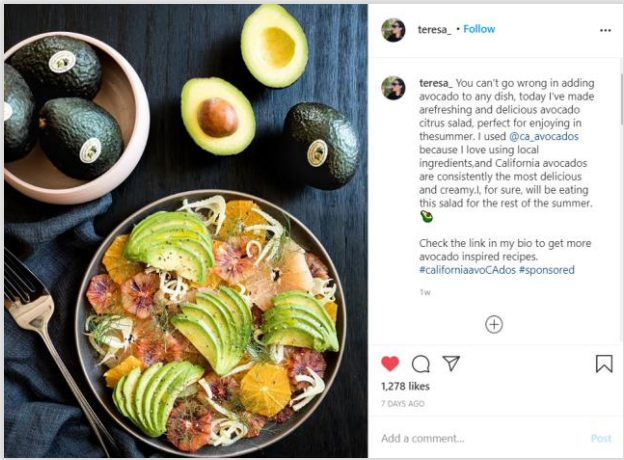 teresa_ • Follow
teresa_ You can't go wrong in adding
avocado to any dish, today I've made
arefreshing and delicious avocado
citrus salad, perfect for enjoying in
thesummer. I used @ca_avocados
because I love using local
ingredients,and California avocados
are consistently the most delicious
and creamy.I, for sure, will be eating
this salad for the rest of the summer.
🥑
Check the link in my bio to get more
avocado inspired recipes.
#californiaavoCAdos #sponsored
1w
1,278 likes
7 DAYS AGO
Add a comment...
Post